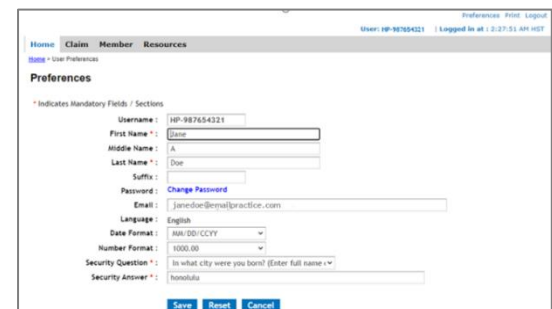 Preferences Print Logout
User: HP-987654321 | Logged in at : 2:27:51 AM HST
Home Claim Member Resources
Home > User Preferences
Preferences
* Indicates Mandatory Fields / Sections
Username : HP-987654321
First Name * : Jane
Middle Name : A
Last Name * : Doe
Suffix :
Password : Change Password
Email : janedoe@emailpractice.com
Language : English
Date Format : MM/DD/CCYY
Number Format : 1000.00
Security Question * : In what city were you born? (Enter full name
Security Answer * : honolulu
Save Reset Cancel